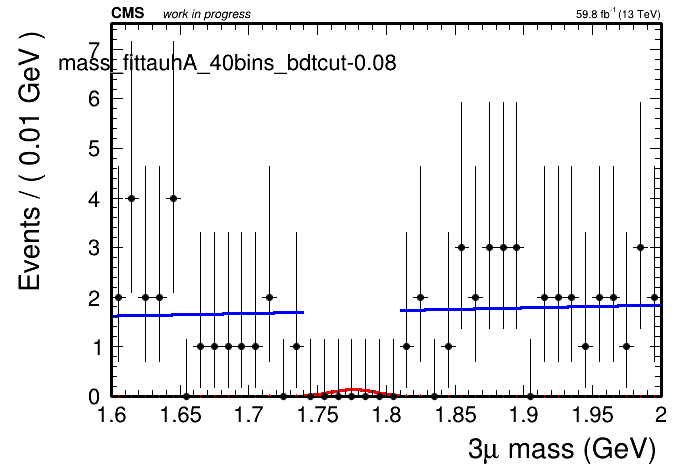 CMS work in progress 59.8 fb⁻¹ (13 TeV)
mass_fittauhA_40bins_bdtcut-0.08
Events / ( 0.01 GeV )
7
6
5
4
3
2
1
0
1.6 1.65 1.7 1.75 1.8 1.85 1.9 1.95 2
3μ mass (GeV)